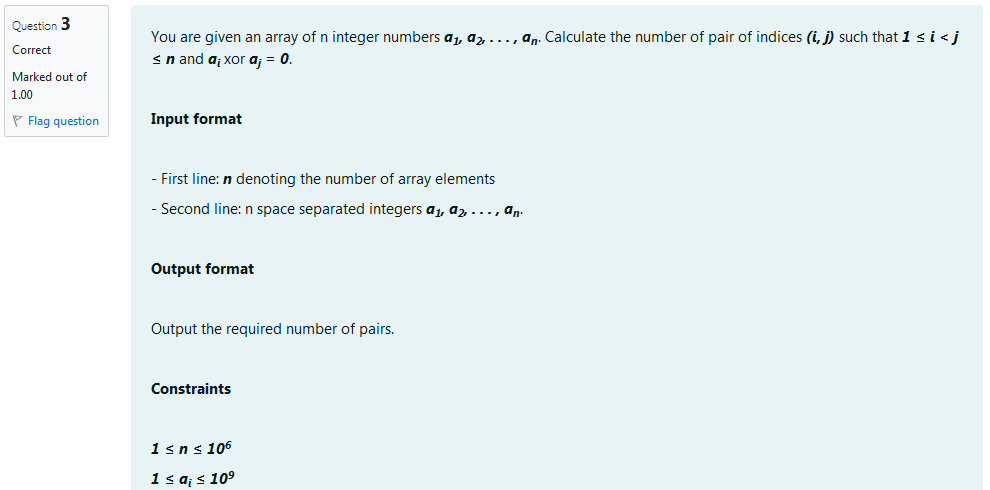 Question 3
Correct
Marked out of
1.00
Flag question
You are given an array of n integer numbers a₁, a₂, . . . , aₙ. Calculate the number of pair of indices (i, j) such that 1 ≤ i < j
≤ n and aᵢ xor aⱼ = 0.
Input format
- First line: n denoting the number of array elements
- Second line: n space separated integers a₁, a₂, . . . , aₙ.
Output format
Output the required number of pairs.
Constraints
1 ≤ n ≤ 10⁶
1 ≤ aᵢ ≤ 10⁹